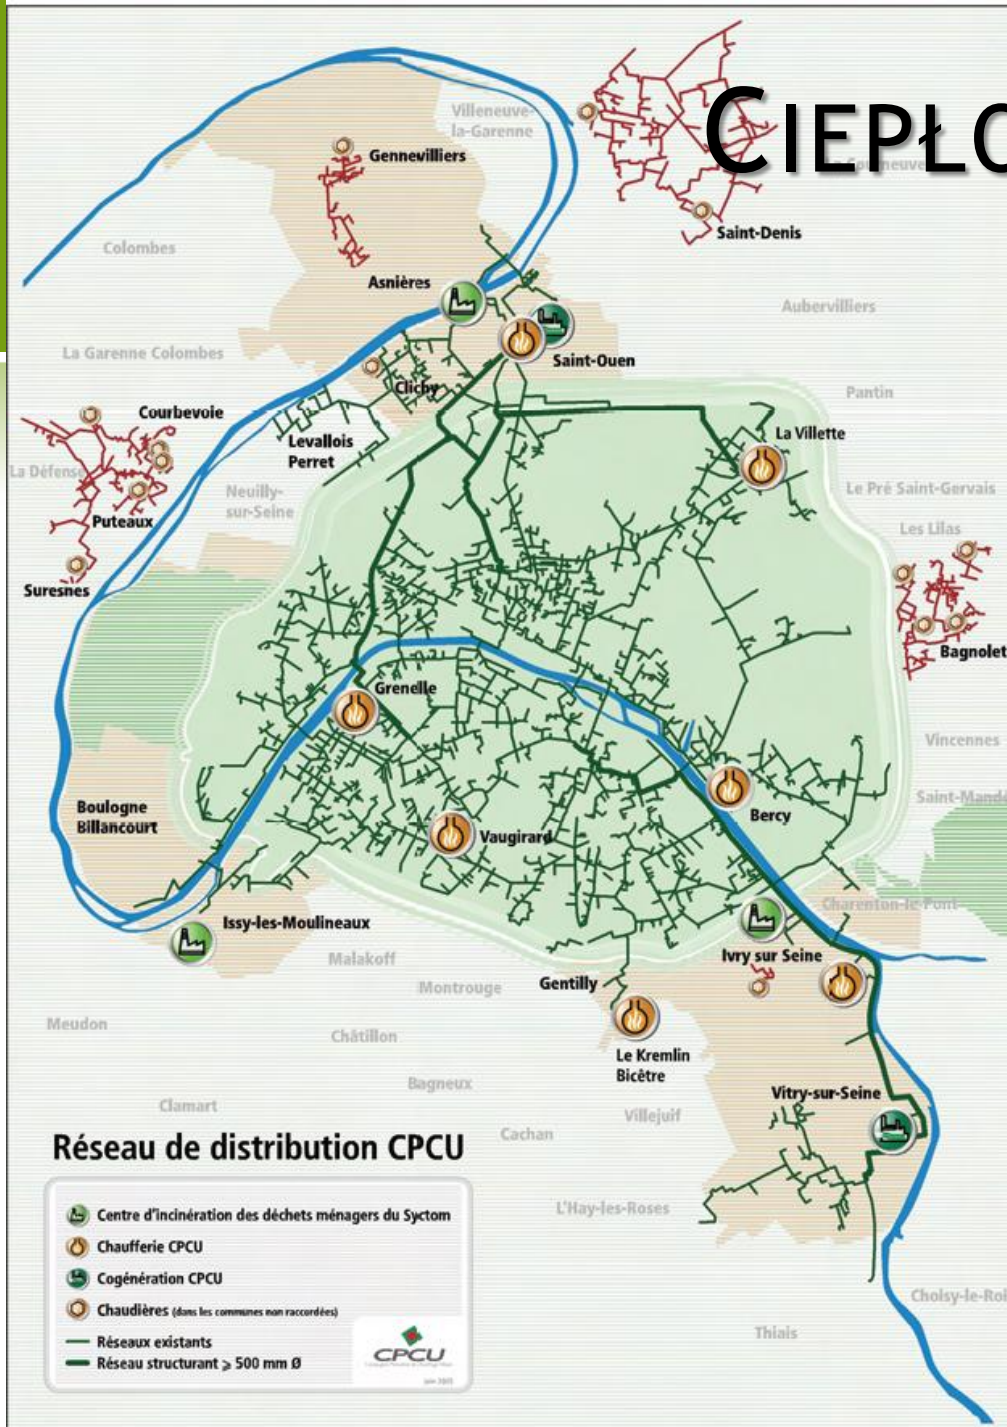 CIEPŁO
Villeneuve-
la-Garenne
Gennevilliers
Saint-Denis
Colombes
Asnières
Aubervilliers
La Garenne Colombes
Saint-Ouen
Clichy
Pantin
Courbevoie
Levallois
Perret
La Villette
La Défense
Neuilly-
sur-Seine
Le Pré Saint-Gervais
Puteaux
Les Lilas
Suresnes
Bagnolet
Grenelle
Vincennes
Saint-Mandé
Boulogne
Billancourt
Bercy
Vaugirard
Charenton-le-Pont
Issy-les-Moulineaux
Malakoff
Ivry sur Seine
Montrouge
Gentilly
Meudon
Châtillon
Le Kremlin
Bicêtre
Bagneux
Vitry-sur-Seine
Clamart
Villejuif
Cachan
Réseau de distribution CPCU
L'Hay-les-Roses
Centre d'incinération des déchets ménagers du Syctom
Chaufferie CPCU
Cogénération CPCU
Chaudières (dans les communes non raccordées)
Choisy-le-Roi
Thiais
Réseaux existants
Réseau structurant ⩾ 500 mm Ø
CPCU